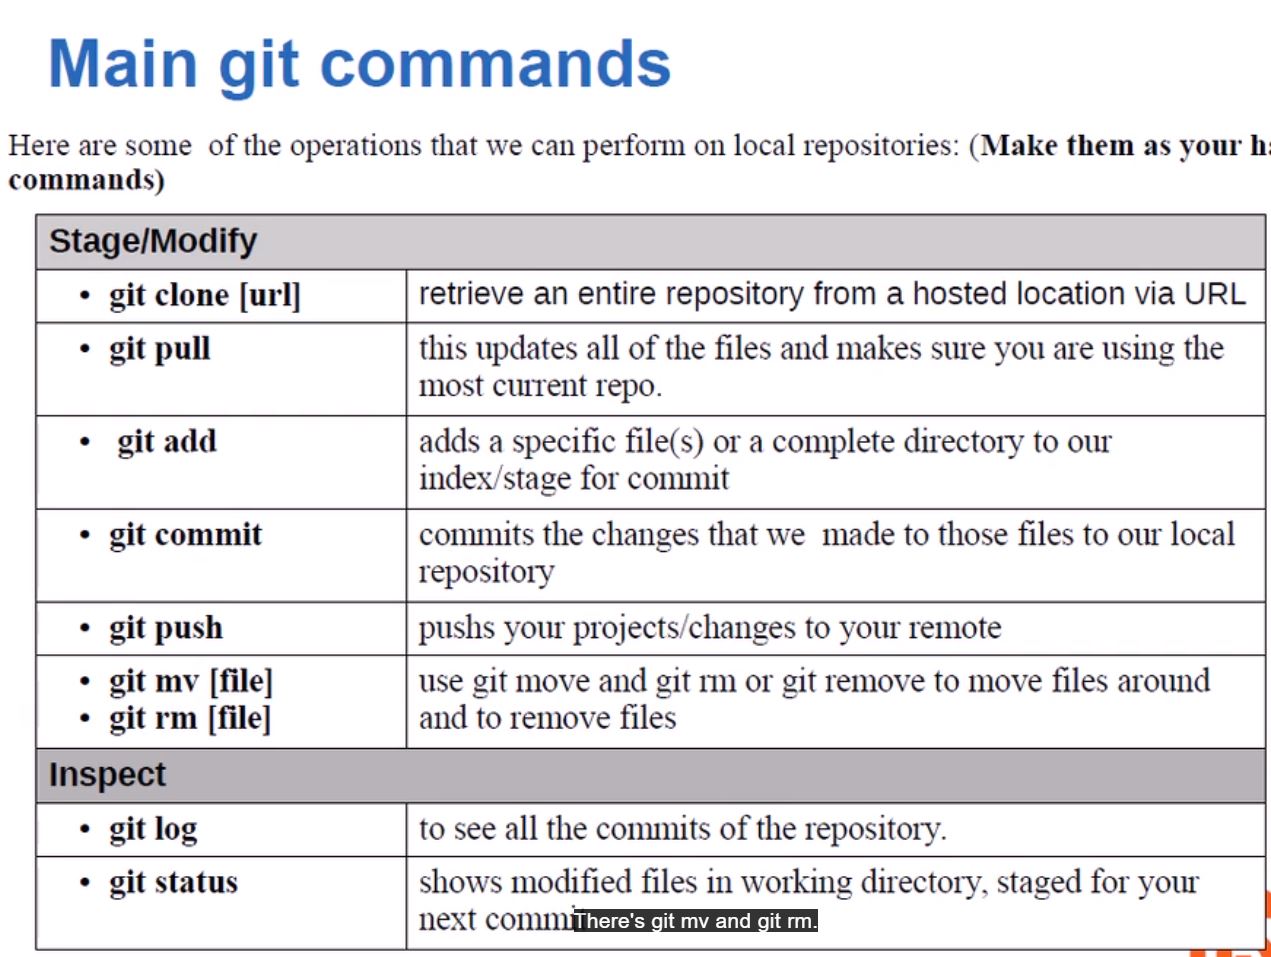 Main git commands
Here are some of the operations that we can perform on local repositories: (Make them as your
commands)
Stage/Modify
• git clone [url]
retrieve an entire repository from a hosted location via URL
• git pull
this updates all of the files and makes sure you are using the
most current repo.
• git add
adds a specific file(s) or a complete directory to our
index/stage for commit
• git commit
commits the changes that we made to those files to our local
repository
• git push
pushs your projects/changes to your remote
• git mv [file]
• git rm [file]
use git move and git rm or git remove to move files around
and to remove files
Inspect
• git log
to see all the commits of the repository.
• git status
shows modified files in working directory, staged for your
next commit
There's git mv and git rm.